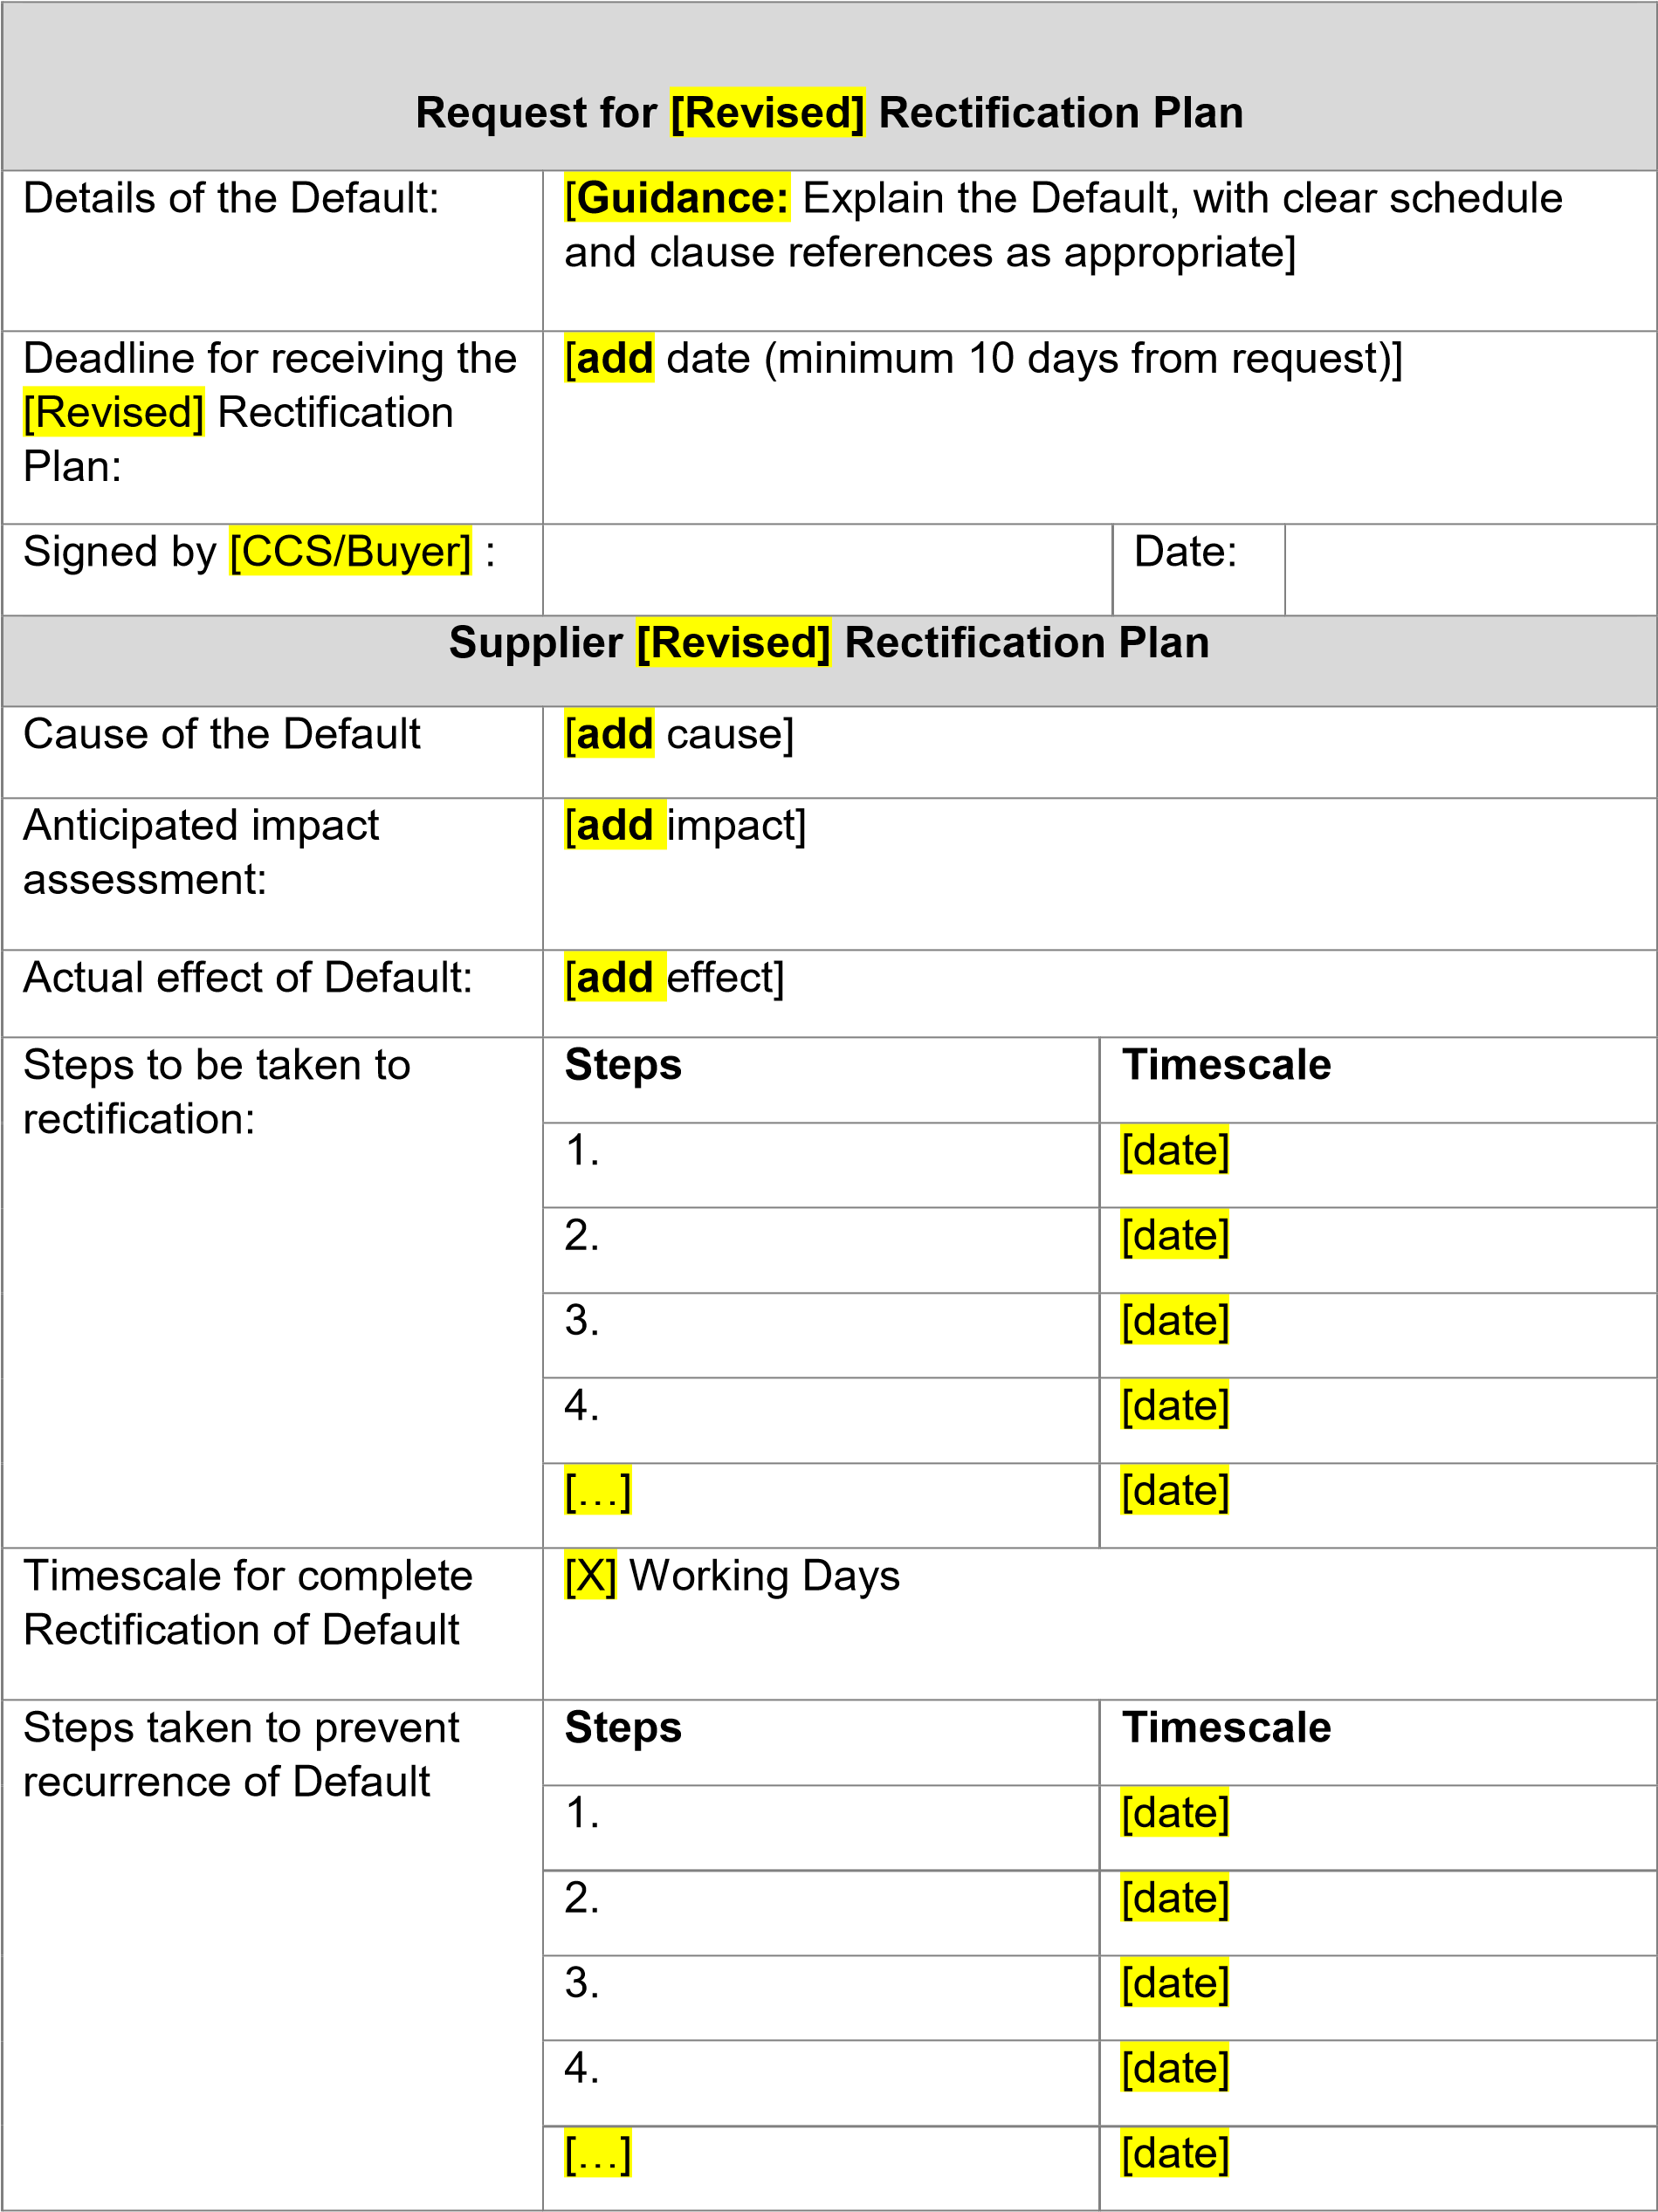 Request for [Revised] Rectification Plan
Details of the Default:
[Guidance: Explain the Default, with clear schedule
and clause references as appropriate]
Deadline for receiving the
[Revised] Rectification
Plan:
[add date (minimum 10 days from request)]
Signed by [CCS/Buyer] :
Date:
Supplier [Revised] Rectification Plan
Cause of the Default
[add cause]
Anticipated impact
assessment:
[add impact]
Actual effect of Default:
[add effect]
Steps to be taken to
rectification:
Steps Timescale
1. [date]
2. [date]
3. [date]
4. [date]
[…] [date]
Timescale for complete
Rectification of Default
[X] Working Days
Steps taken to prevent
recurrence of Default
Steps Timescale
1. [date]
2. [date]
3. [date]
4. [date]
[…] [date]